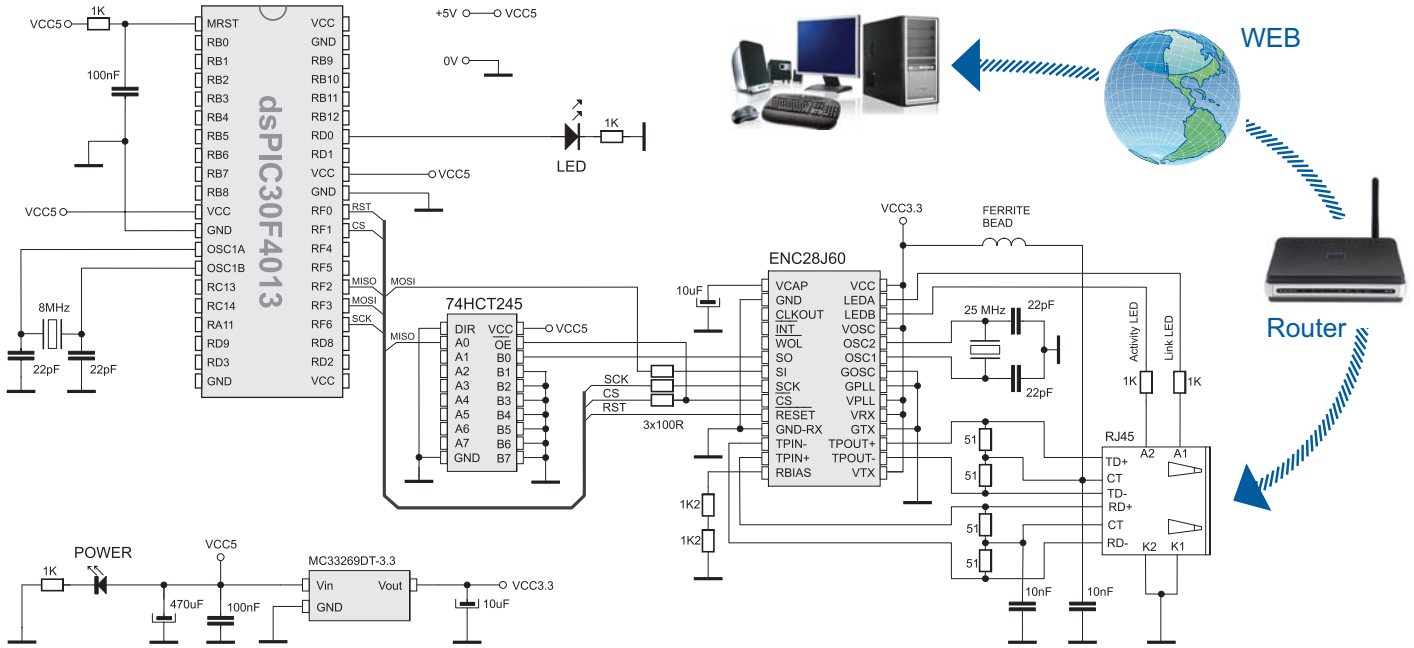 1K
VCC5
100nF
VCC5
8MHz
22pF
22pF
dsPIC30F4013
MRST
RB0
RB1
RB2
RB3
RB4
RB5
RB6
RB7
RB8
VCC
GND
OSC1A
OSC1B
RC13
RC14
RA11
RD9
RD3
GND
VCC
GND
RB9
RB10
RB11
RB12
RD0
RD1
VCC
GND
RF0
RF1
RF4
RF5
RF2
RF3
RF6
RD8
RD2
VCC
RST
CS
MISO
MOSI
SCK
MOSI
MISO
+5V
VCC5
0V
1K
LED
VCC5
74HCT245
DIR
A0
A1
A2
A3
A4
A5
A6
A7
GND
VCC
OE
B0
B1
B2
B3
B4
B5
B6
B7
VCC5
SCK
CS
RST
3x100R
VCC3.3
FERRITE
BEAD
10uF
ENC28J60
VCAP
GND
CLKOUT
INT
WOL
SO
SI
SCK
CS
RESET
GND-RX
TPIN-
TPIN+
RBIAS
VCC
LEDA
LEDB
VOSC
OSC2
OSC1
GOSC
GPLL
VPLL
VRX
GTX
TPOUT+
TPOUT-
VTX
1K2
1K2
25 MHz
22pF
22pF
Activity LED
Link LED
1K
1K
51
51
51
51
10nF
10nF
RJ45
A2
A1
TD+
CT
TD-
RD+
CT
RD-
K2
K1
WEB
Router
POWER
1K
VCC5
470uF
100nF
MC33269DT-3.3
Vin
Vout
GND
VCC3.3
10uF